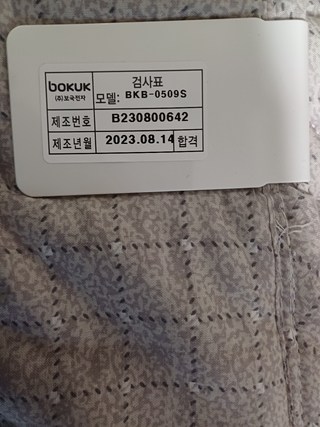 bokuk
(주)보국전자
검사표
모델: BKB-0509S
제조번호 B230800642
제조년월 2023.08.14 합격